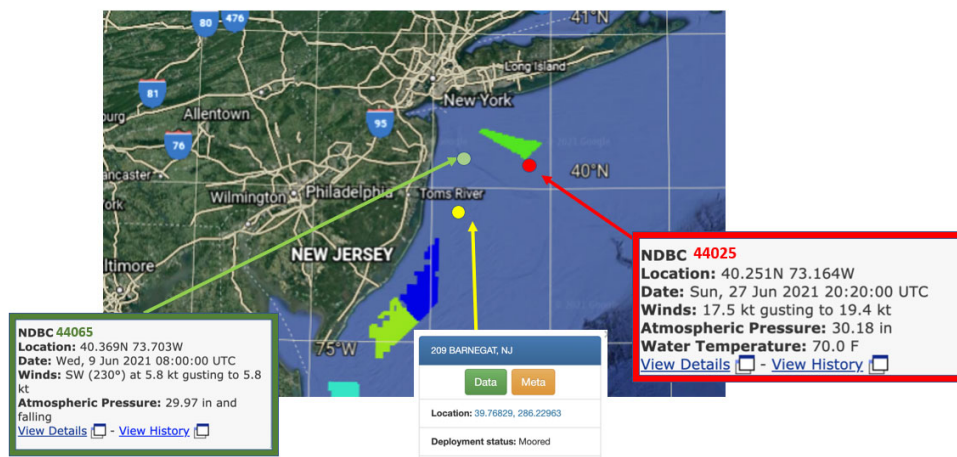 80
476
41°N
Long Island
81
New York
Allentown
95
76
40°N
ancaster
Wilmington
Philadelphia
Toms River
ork
NEW JERSEY
ltimore
75°W
NDBC 44025
Location: 40.251N 73.164W
Date: Sun, 27 Jun 2021 20:20:00 UTC
Winds: 17.5 kt gusting to 19.4 kt
Atmospheric Pressure: 30.18 in
Water Temperature: 70.0 F
View Details - View History
NDBC 44065
Location: 40.369N 73.703W
Date: Wed, 9 Jun 2021 08:00:00 UTC
Winds: SW (230°) at 5.8 kt gusting to 5.8
kt
Atmospheric Pressure: 29.97 in and
falling
View Details - View History
209 BARNEGAT, NJ
Data
Meta
Location: 39.76829, 286.22963
Deployment status: Moored